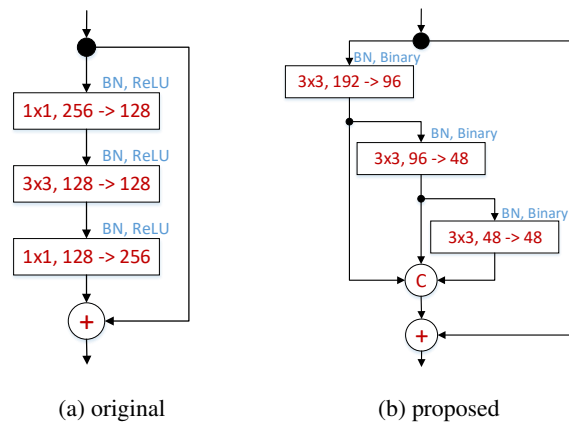 BN, ReLU
1x1, 256 -> 128
BN, ReLU
3x3, 128 -> 128
BN, ReLU
1x1, 128 -> 256
+
(a) original
BN, Binary
3x3, 192 -> 96
BN, Binary
3x3, 96 -> 48
BN, Binary
3x3, 48 -> 48
C
+
(b) proposed